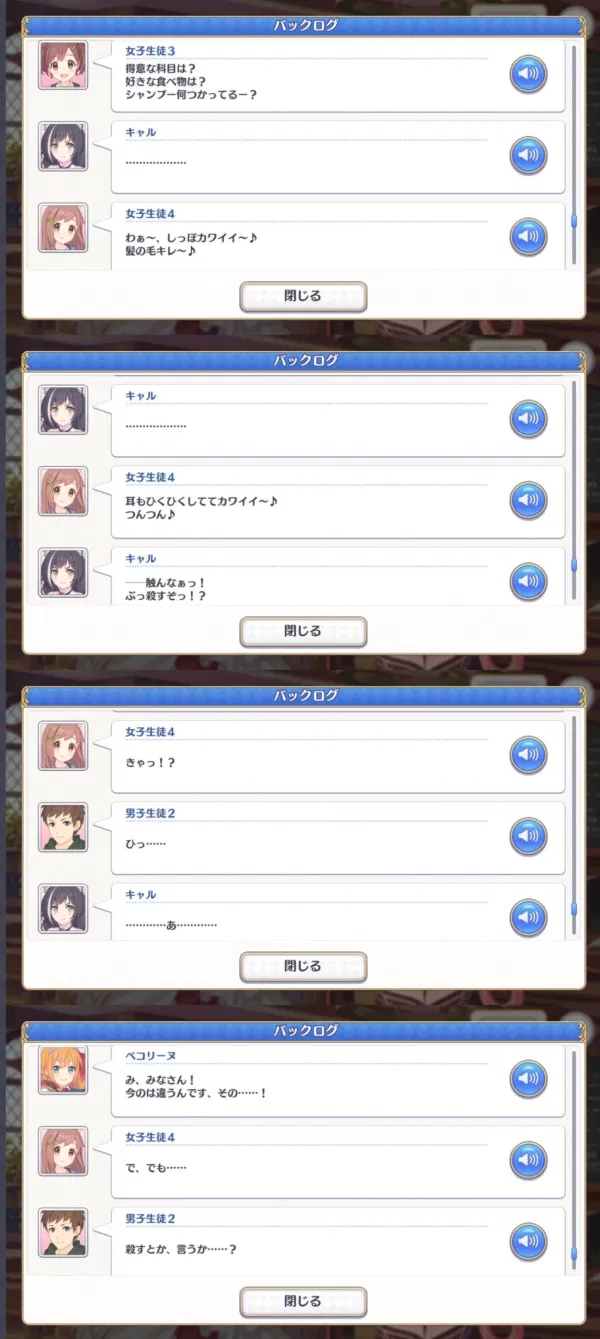 バックログ
女子生徒3
得意な科目は？
好きな食べ物は？
シャンプー何つかってるー？
キャル
………………
女子生徒4
わぁ～、しっぽカワイイ～♪
髪の毛キレ～♪
閉じる
バックログ
キャル
………………
女子生徒4
耳もひくひくしててカワイイ～♪
つんつん♪
キャル
──触んなぁっ！
ぶっ殺すぞっ！？
閉じる
バックログ
女子生徒4
きゃっ！？
男子生徒2
ひっ……
キャル
…………あ…………
閉じる
バックログ
ペコリーヌ
み、みなさん！
今のは違うんです、その……！
女子生徒4
で、でも……
男子生徒2
殺すとか、言うか……？
閉じる